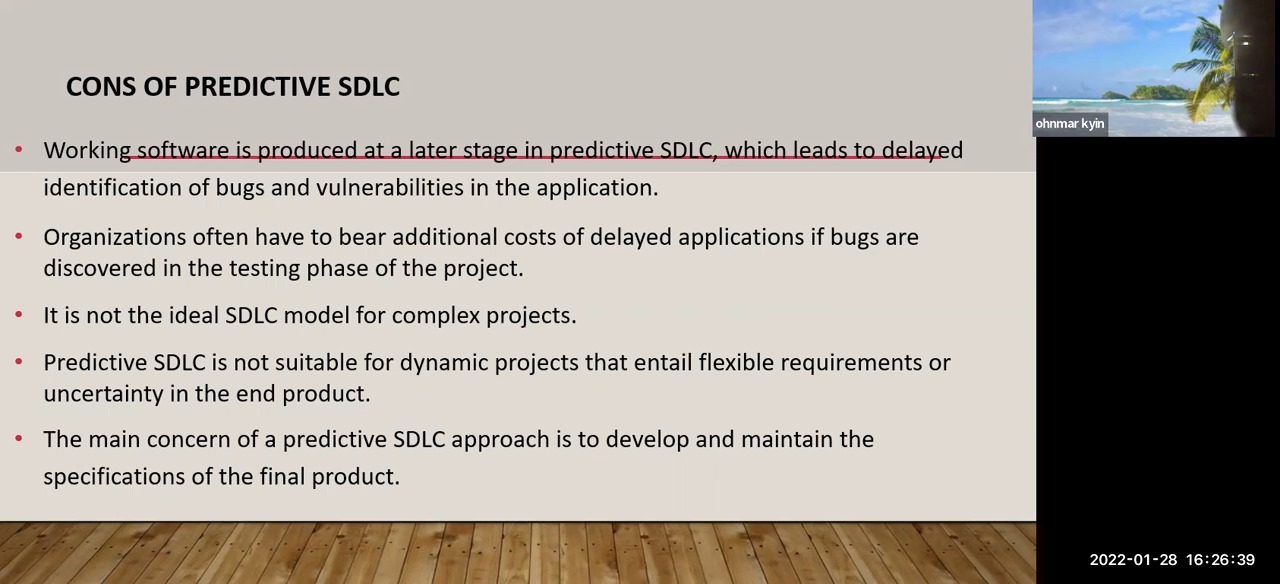 CONS OF PREDICTIVE SDLC
• Working software is produced at a later stage in predictive SDLC, which leads to delayed
identification of bugs and vulnerabilities in the application.
• Organizations often have to bear additional costs of delayed applications if bugs are
discovered in the testing phase of the project.
• It is not the ideal SDLC model for complex projects.
• Predictive SDLC is not suitable for dynamic projects that entail flexible requirements or
uncertainty in the end product.
• The main concern of a predictive SDLC approach is to develop and maintain the
specifications of the final product.
ohnmar kyin
2022-01-28 16:26:39